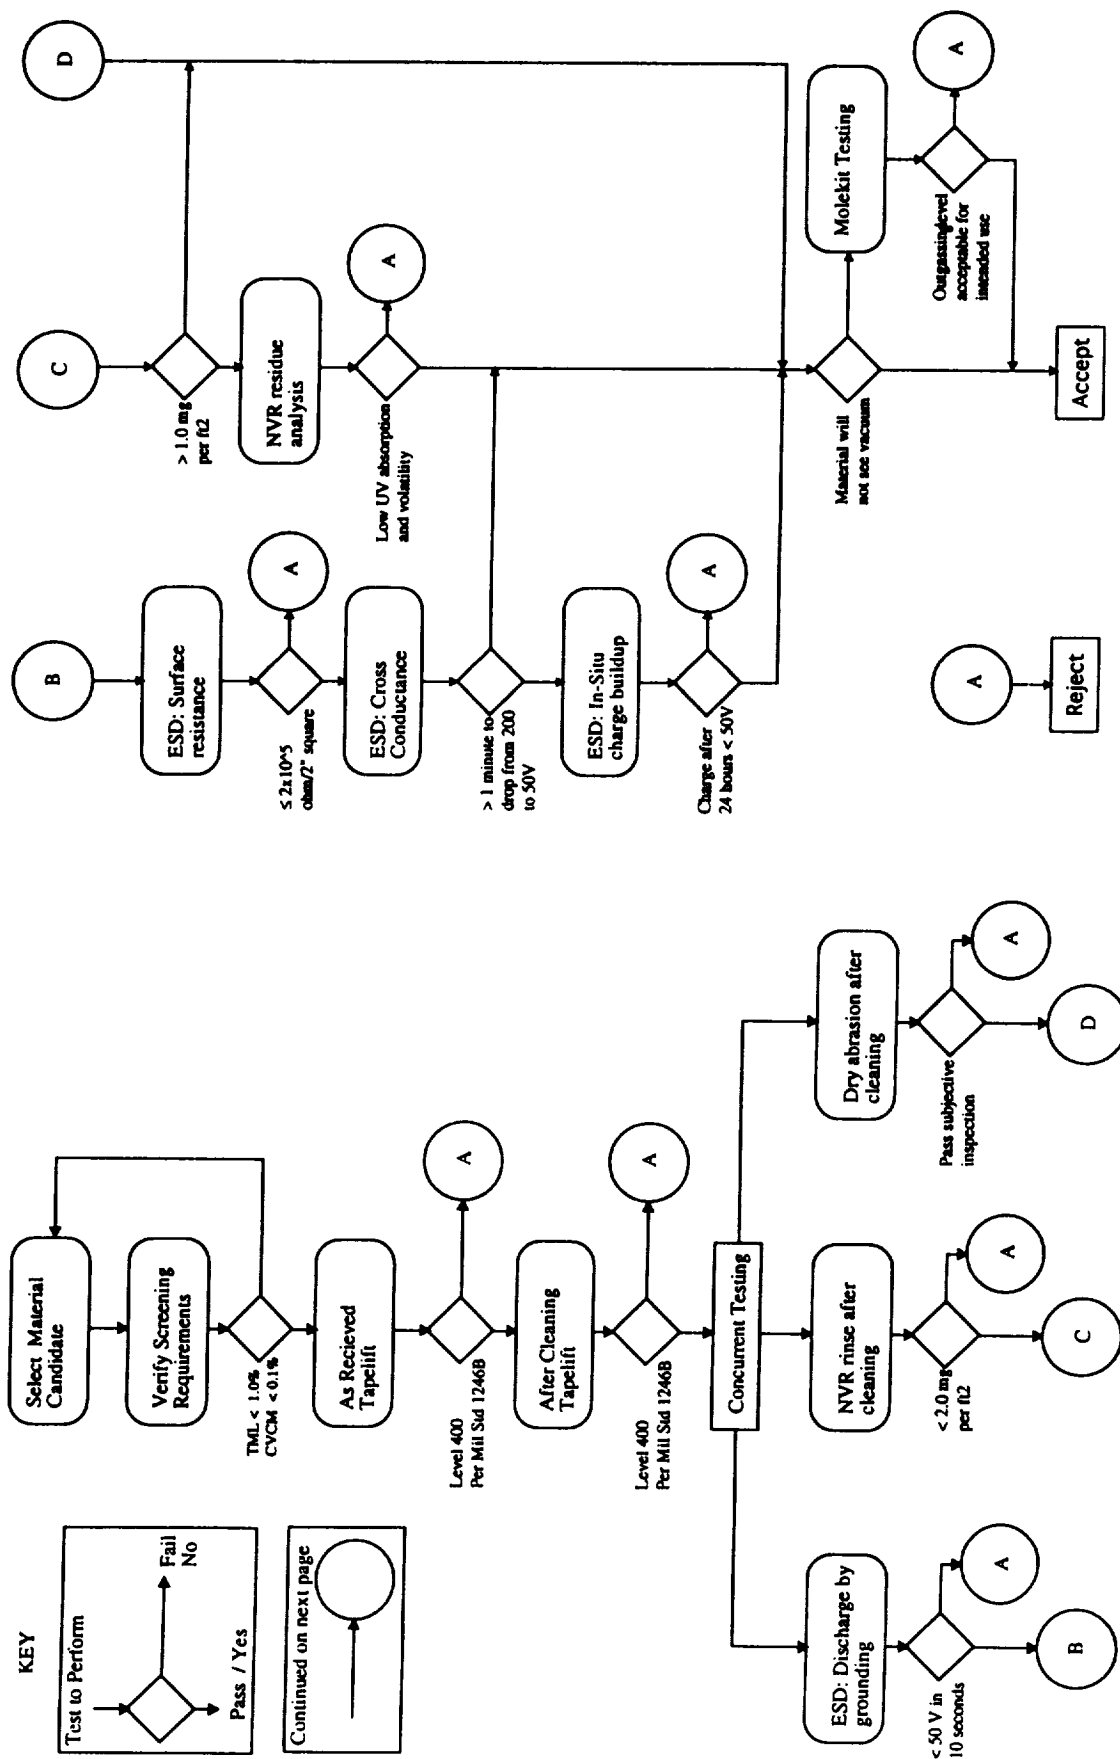 KEY
Test to Perform
Fail
No
Pass / Yes
Continued on next page
Select Material
Candidate
Verify Screening
Requirements
TML < 1.0%
CVCM < 0.1%
As Recieved
Tapelift
Level 400
Per Mil Std 1246B
A
After Cleaning
Tapelift
Level 400
Per Mil Std 1246B
A
Concurrent Testing
ESD: Discharge by
grounding
< 50 V in
10 seconds
A
B
NVR rinse after
cleaning
< 2.0 mg
per ft2
A
C
Dry abrasion after
cleaning
Pass subjective
inspection
A
D
B
ESD: Surface
resistance
≤ 2x10^5
ohm/2" square
A
ESD: Cross
Conductance
> 1 minute to
drop from 200
to 50V
ESD: In-Situ
charge buildup
Charge after
24 hours < 50V
A
C
> 1.0 mg
per ft2
NVR residue
analysis
Low UV absorption
and volatility
A
D
Material will
not see vacuum
Molekit Testing
Outgassinglevel
acceptable for
intended use
A
Accept
A
Reject